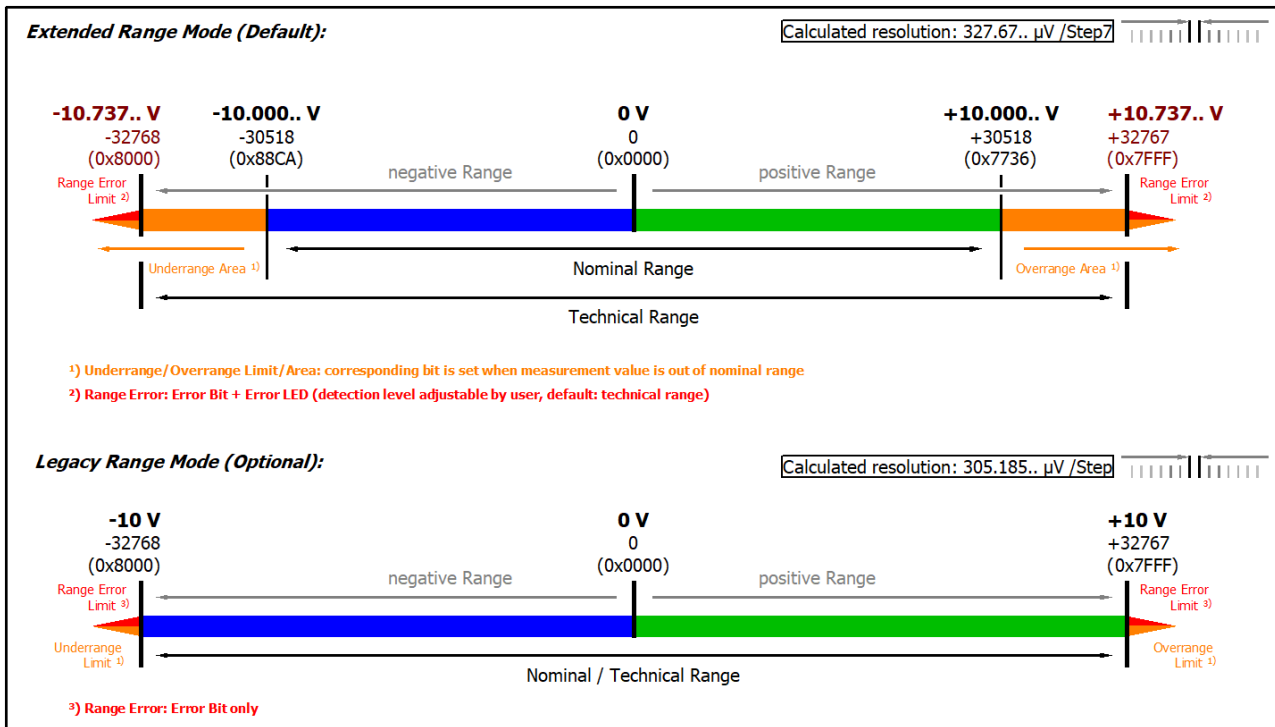 Extended Range Mode (Default):
Calculated resolution: 327.67.. µV /Step7
-10.737.. V -10.000.. V 0 V +10.000.. V +10.737.. V
-32768 -30518 0 +30518 +32767
(0x8000) (0x88CA) (0x0000) (0x7736) (0x7FFF)
negative Range positive Range
Range Error
Limit ²⁾
Range Error
Limit ²⁾
Underrange Area ¹⁾
Nominal Range
Overrange Area ¹⁾
Technical Range
¹⁾ Underrange/Overrange Limit/Area: corresponding bit is set when measurement value is out of nominal range
²⁾ Range Error: Error Bit + Error LED (detection level adjustable by user, default: technical range)
Legacy Range Mode (Optional):
Calculated resolution: 305.185.. µV /Step
-10 V 0 V +10 V
-32768 0 +32767
(0x8000) (0x0000) (0x7FFF)
negative Range positive Range
Range Error
Limit ³⁾
Range Error
Limit ³⁾
Underrange
Limit ¹⁾
Overrange
Limit ¹⁾
Nominal / Technical Range
³⁾ Range Error: Error Bit only